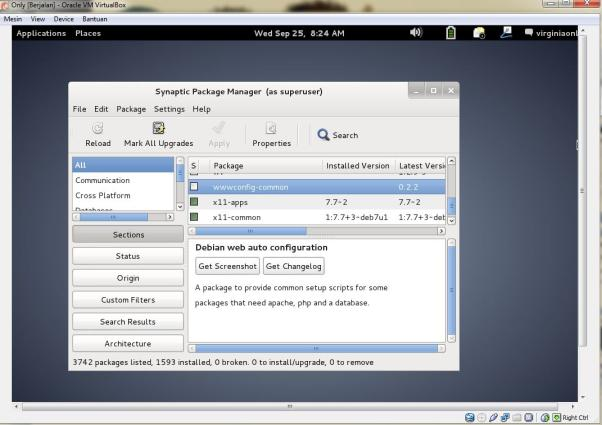 Only [Berjalan] - Oracle VM VirtualBox
Mesin View Device Bantuan
Applications Places Wed Sep 25, 8:24 AM virginiaonl
Synaptic Package Manager (as superuser)
File Edit Package Settings Help
Reload Mark All Upgrades Apply Properties Search
All
Communication
Cross Platform
Databases
S Package Installed Version Latest Versi
wwwconfig-common 0.2.2
x11-apps 7.7~2 7.7~2
x11-common 1:7.7+3~deb7u1 1:7.7+3~deb
Sections
Status
Origin
Custom Filters
Search Results
Architecture
Debian web auto configuration
Get Screenshot Get Changelog
A package to provide common setup scripts for some
packages that need apache, php and a database.
3742 packages listed, 1593 installed, 0 broken. 0 to install/upgrade, 0 to remove
Right Ctrl